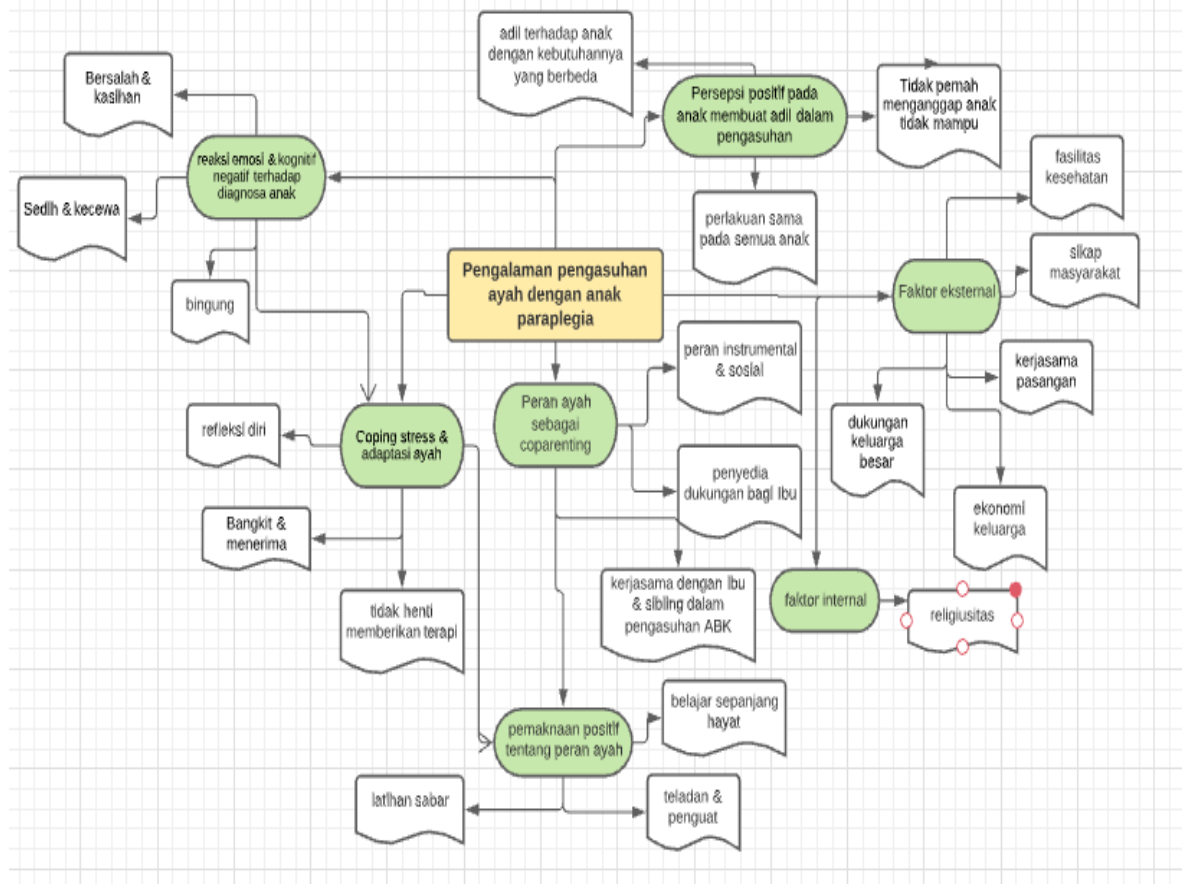 adil terhadap anak
dengan kebutuhannya
yang berbeda
Bersalah &
kasihan
Persepsi positif pada
anak membuat adil dalam
pengasuhan
Tidak pernah
menganggap anak
tidak mampu
reaksi emosi & kognitif
negatif terhadap
diagnosa anak
fasilitas
kesehatan
Sedih & kecewa
perlakuan sama
pada semua anak
sikap
masyarakat
bingung
Pengalaman pengasuhan
ayah dengan anak
paraplegia
Faktor eksternal
peran instrumental
& sosial
kerjasama
pasangan
Peran ayah
sebagai
coparenting
refleksi diri
Coping stress &
adaptasi ayah
dukungan
keluarga
besar
penyedia
dukungan bagi Ibu
ekonomi
keluarga
Bangkit &
menerima
kerjasama dengan Ibu
& sibling dalam
pengasuhan ABK
faktor internal
religiusitas
tidak henti
memberikan terapi
belajar sepanjang
hayat
pemaknaan positif
tentang peran ayah
latihan sabar
teladan &
penguat